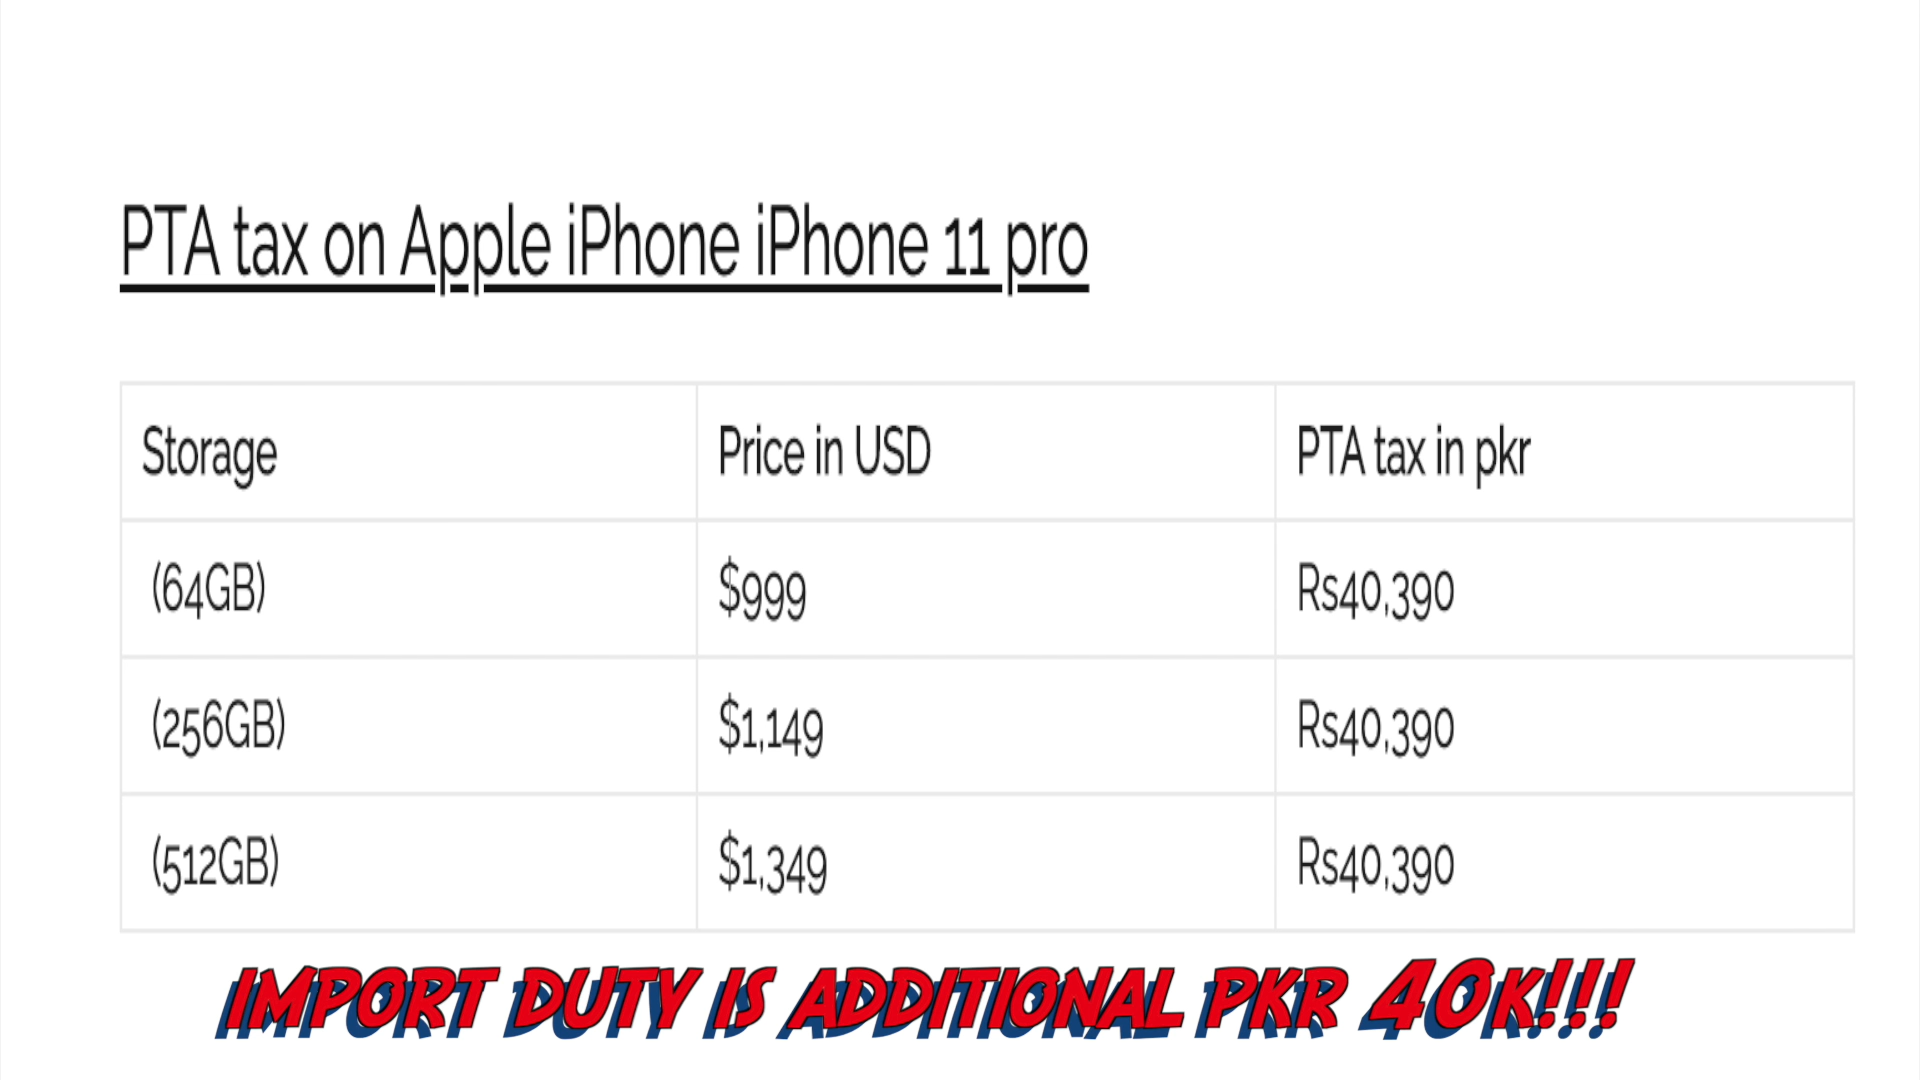 PTA tax on Apple iPhone iPhone 11 pro
Storage Price in USD PTA tax in pkr
(64GB) $999 Rs40,390
(256GB) $1,149 Rs40,390
(512GB) $1,349 Rs40,390
IMPORT DUTY IS ADDITIONAL PKR 40K!!!